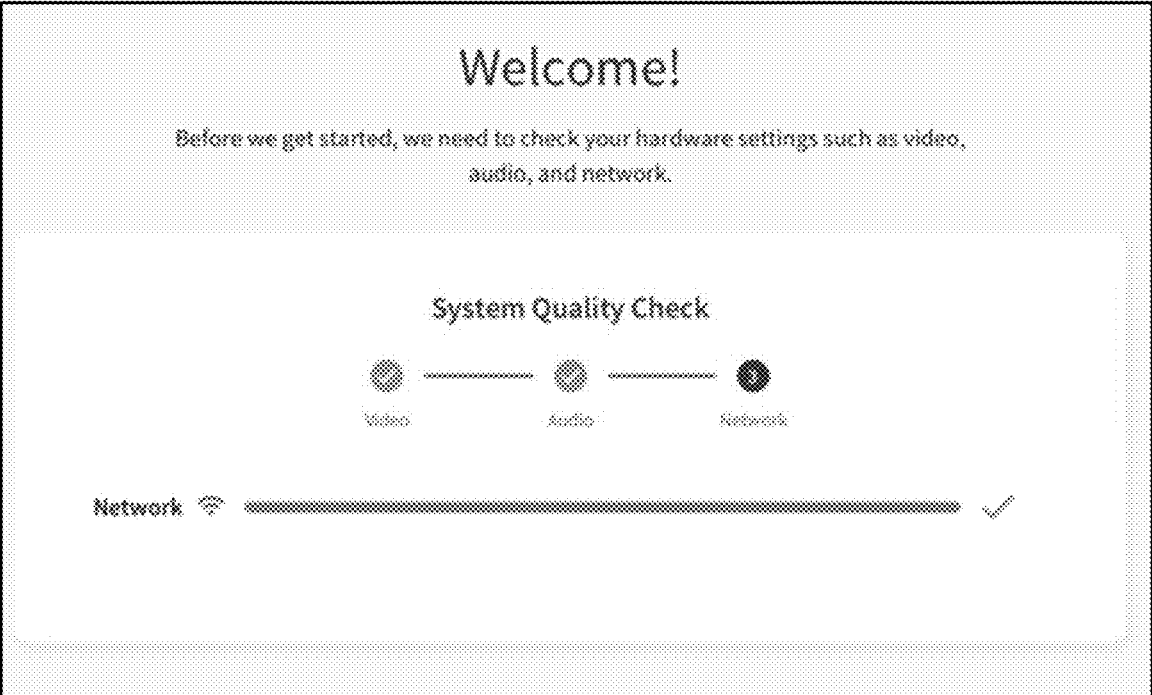 Welcome!
Before we get started, we need to check your hardware settings such as video,
audio, and network.
System Quality Check
3
Video
Audio
Network
Network